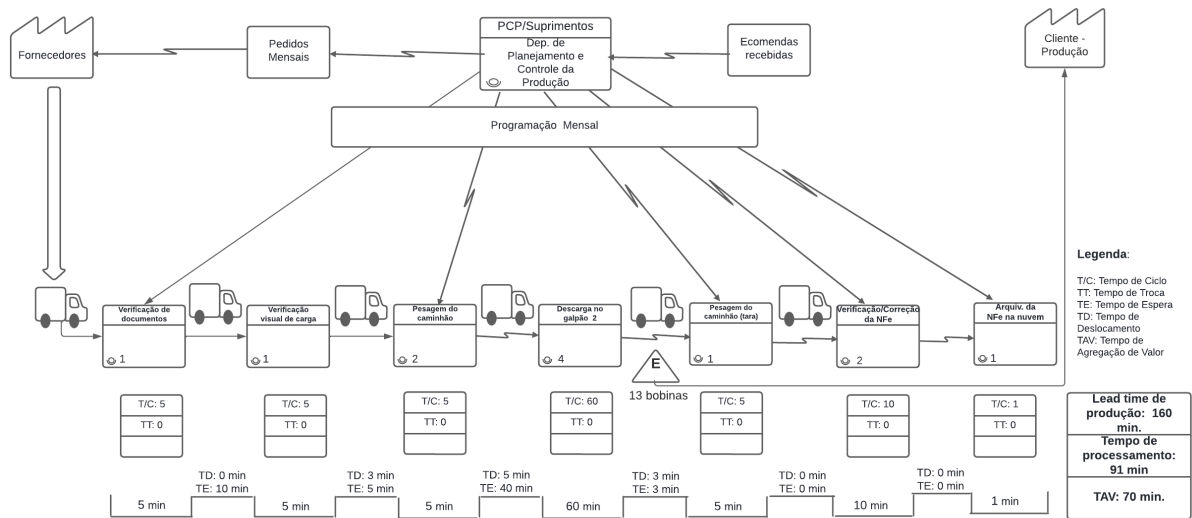 Fornecedores
Pedidos
Mensais
PCP/Suprimentos
Dep. de
Planejamento e
Controle da
Produção
Ecomendas
recebidas
Cliente -
Produção
Programação Mensal
Legenda:
T/C: Tempo de Ciclo
TT: Tempo de Troca
TE: Tempo de Espera
TD: Tempo de
Deslocamento
TAV: Tempo de
Agregação de Valor
Verificação de
documentos
1
Verificação
visual de carga
1
Pesagem do
caminhão
2
Descarga no
galpão 2
4
Pesagem do
caminhão (tara)
1
Verificação/Correção
da NFe
2
Arquiv. da
NFe na nuvem
1
E
13 bobinas
T/C: 5
TT: 0
T/C: 5
TT: 0
T/C: 5
TT: 0
T/C: 60
TT: 0
T/C: 5
TT: 0
T/C: 10
TT: 0
T/C: 1
TT: 0
Lead time de
produção: 160
min.
Tempo de
processamento:
91 min
TAV: 70 min.
5 min
TD: 0 min
TE: 10 min
5 min
TD: 3 min
TE: 5 min
5 min
TD: 5 min
TE: 40 min
60 min
TD: 3 min
TE: 3 min
5 min
TD: 0 min
TE: 0 min
10 min
TD: 0 min
TE: 0 min
1 min